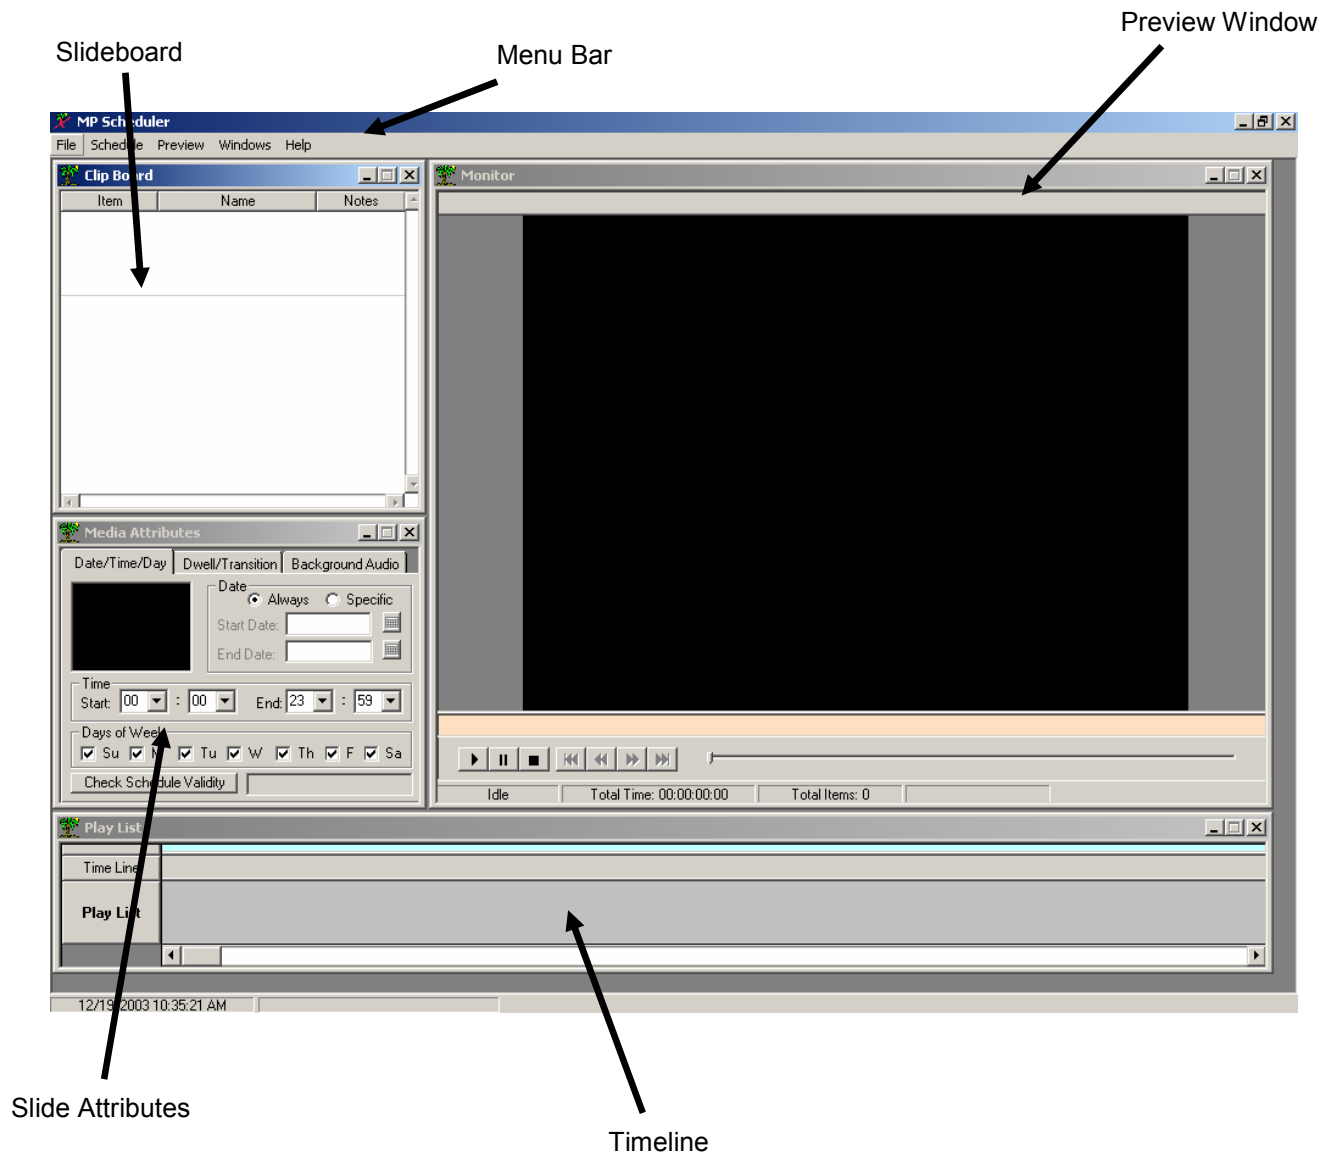 Preview Window
Slideboard
Menu Bar
MP Scheduler
File Schedule Preview Windows Help
Clip Board
Item Name Notes
Monitor
Media Attributes
Date/Time/Day Dwell/Transition Background Audio
Date
Always Specific
Start Date:
End Date:
Time
Start: 00 : 00 End: 23 : 59
Days of Week
Su M Tu W Th F Sa
Check Schedule Validity
Idle Total Time: 00:00:00:00 Total Items: 0
Play List
Time Line
Play List
12/19/2003 10:35:21 AM
Slide Attributes
Timeline